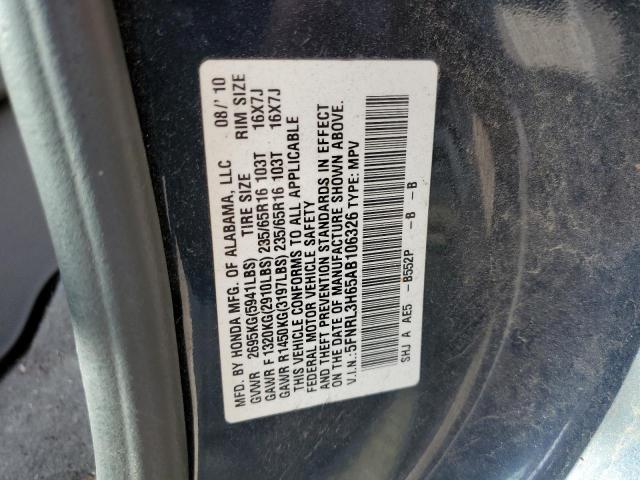 MFD. BY HONDA MFG. OF ALABAMA, LLC 08/'10
GVWR 2695KG(5941LBS) TIRE SIZE RIM SIZE
GAWR F 1320KG(2910LBS) 235/65R16 103T 16X7J
GAWR R 1450KG(3197LBS) 235/65R16 103T 16X7J
THIS VEHICLE CONFORMS TO ALL APPLICABLE
FEDERAL MOTOR VEHICLE SAFETY
AND THEFT PREVENTION STANDARDS IN EFFECT
ON THE DATE OF MANUFACTURE SHOWN ABOVE.
V.I.N.:5FNRL3H65AB106326 TYPE: MPV
SHJ A AE5 -B552P -B -B